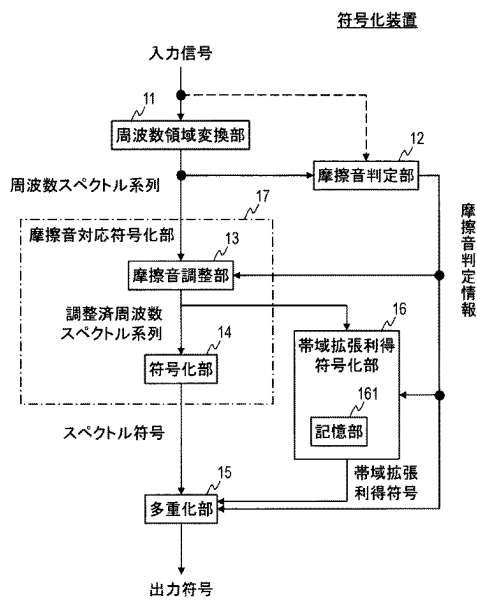 符号化装置
入力信号
11
周波数領域変換部
12
摩擦音判定部
周波数スペクトル系列
17
摩擦音対応符号化部
13
摩擦音調整部
摩擦音判定情報
調整済周波数
スペクトル系列
14
符号化部
16
帯域拡張利得
符号化部
161
記憶部
スペクトル符号
帯域拡張
利得符号
15
多重化部
出力符号